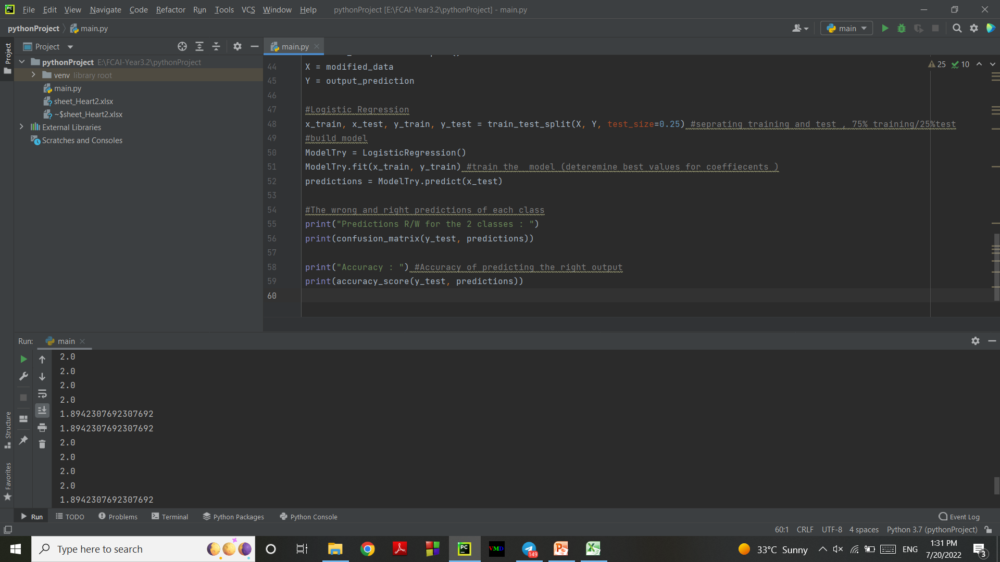 File Edit View Navigate Code Refactor Run Tools VCS Window Help pythonProject [E:\FCAI-Year3.2\pythonProject] - main.py
pythonProject main.py
main
Project
Project
main.py
pythonProject E:\FCAI-Year3.2\pythonProject
venv library root
main.py
sheet_Heart2.xlsx
~$sheet_Heart2.xlsx
External Libraries
Scratches and Consoles
25 10
44 X = modified_data
45 Y = output_prediction
46
47 #Logistic Regression
48 x_train, x_test, y_train, y_test = train_test_split(X, Y, test_size=0.25) #seprating training and test , 75% training/25%test
49 #build model
50 ModelTry = LogisticRegression()
51 ModelTry.fit(x_train, y_train) #train the  model (deteremine best values for coeffiecents )
52 predictions = ModelTry.predict(x_test)
53
54 #The wrong and right predictions of each class
55 print("Predictions R/W for the 2 classes : ")
56 print(confusion_matrix(y_test, predictions))
57
58 print("Accuracy : ") #Accuracy of predicting the right output
59 print(accuracy_score(y_test, predictions))
60
Run: main
2.0
2.0
2.0
2.0
1.8942307692307692
1.8942307692307692
2.0
2.0
2.0
2.0
1.8942307692307692
Structure
Favorites
Run TODO Problems Terminal Python Packages Python Console Event Log
60:1 CRLF UTF-8 4 spaces Python 3.7 (pythonProject)
Type here to search
PC
VMD
149
33°C Sunny
ENG
1:31 PM
7/20/2022
3